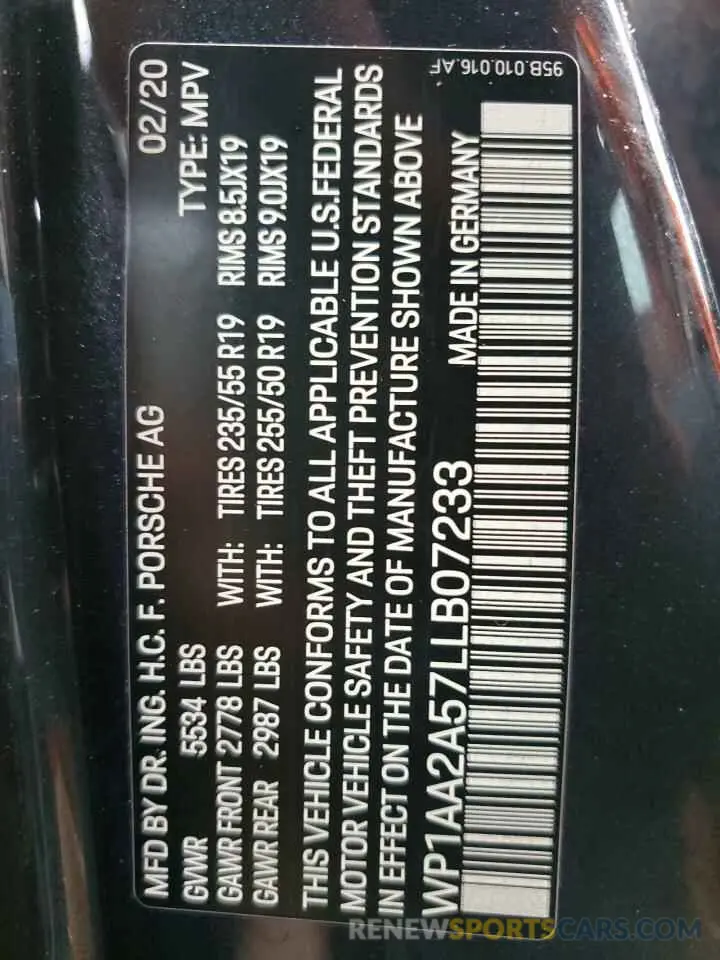 MFD BY DR. ING. H.C. F. PORSCHE AG 02/20
GVWR 5534 LBS TYPE: MPV
GAWR FRONT 2778 LBS WITH: TIRES 235/55 R19 RIMS 8.5JX19
GAWR REAR 2987 LBS WITH: TIRES 255/50 R19 RIMS 9.0JX19
THIS VEHICLE CONFORMS TO ALL APPLICABLE U.S.FEDERAL
MOTOR VEHICLE SAFETY AND THEFT PREVENTION STANDARDS
IN EFFECT ON THE DATE OF MANUFACTURE SHOWN ABOVE
WP1AA2A57LLB07233 MADE IN GERMANY
95B.010.016.AF
RENEWSPORTSCARS.COM